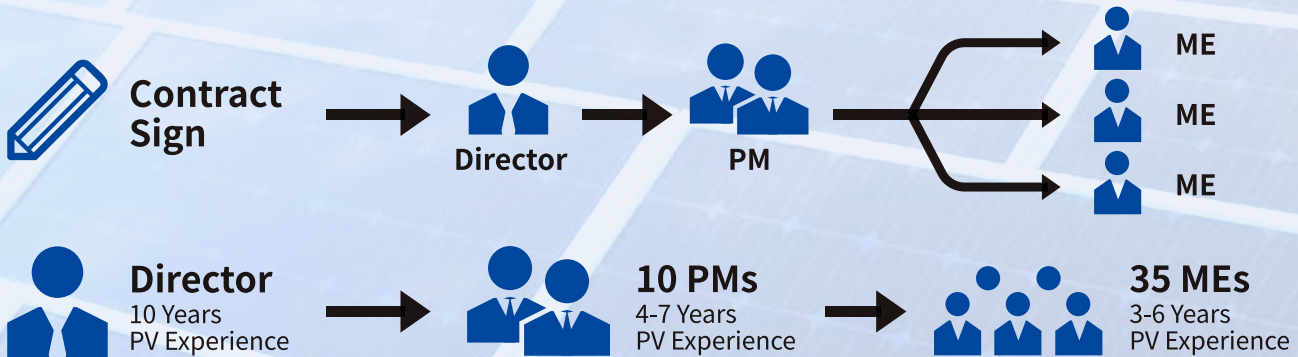 Contract
Sign
Director
PM
ME
ME
ME
Director
10 Years
PV Experience
10 PMs
4-7 Years
PV Experience
35 MEs
3-6 Years
PV Experience